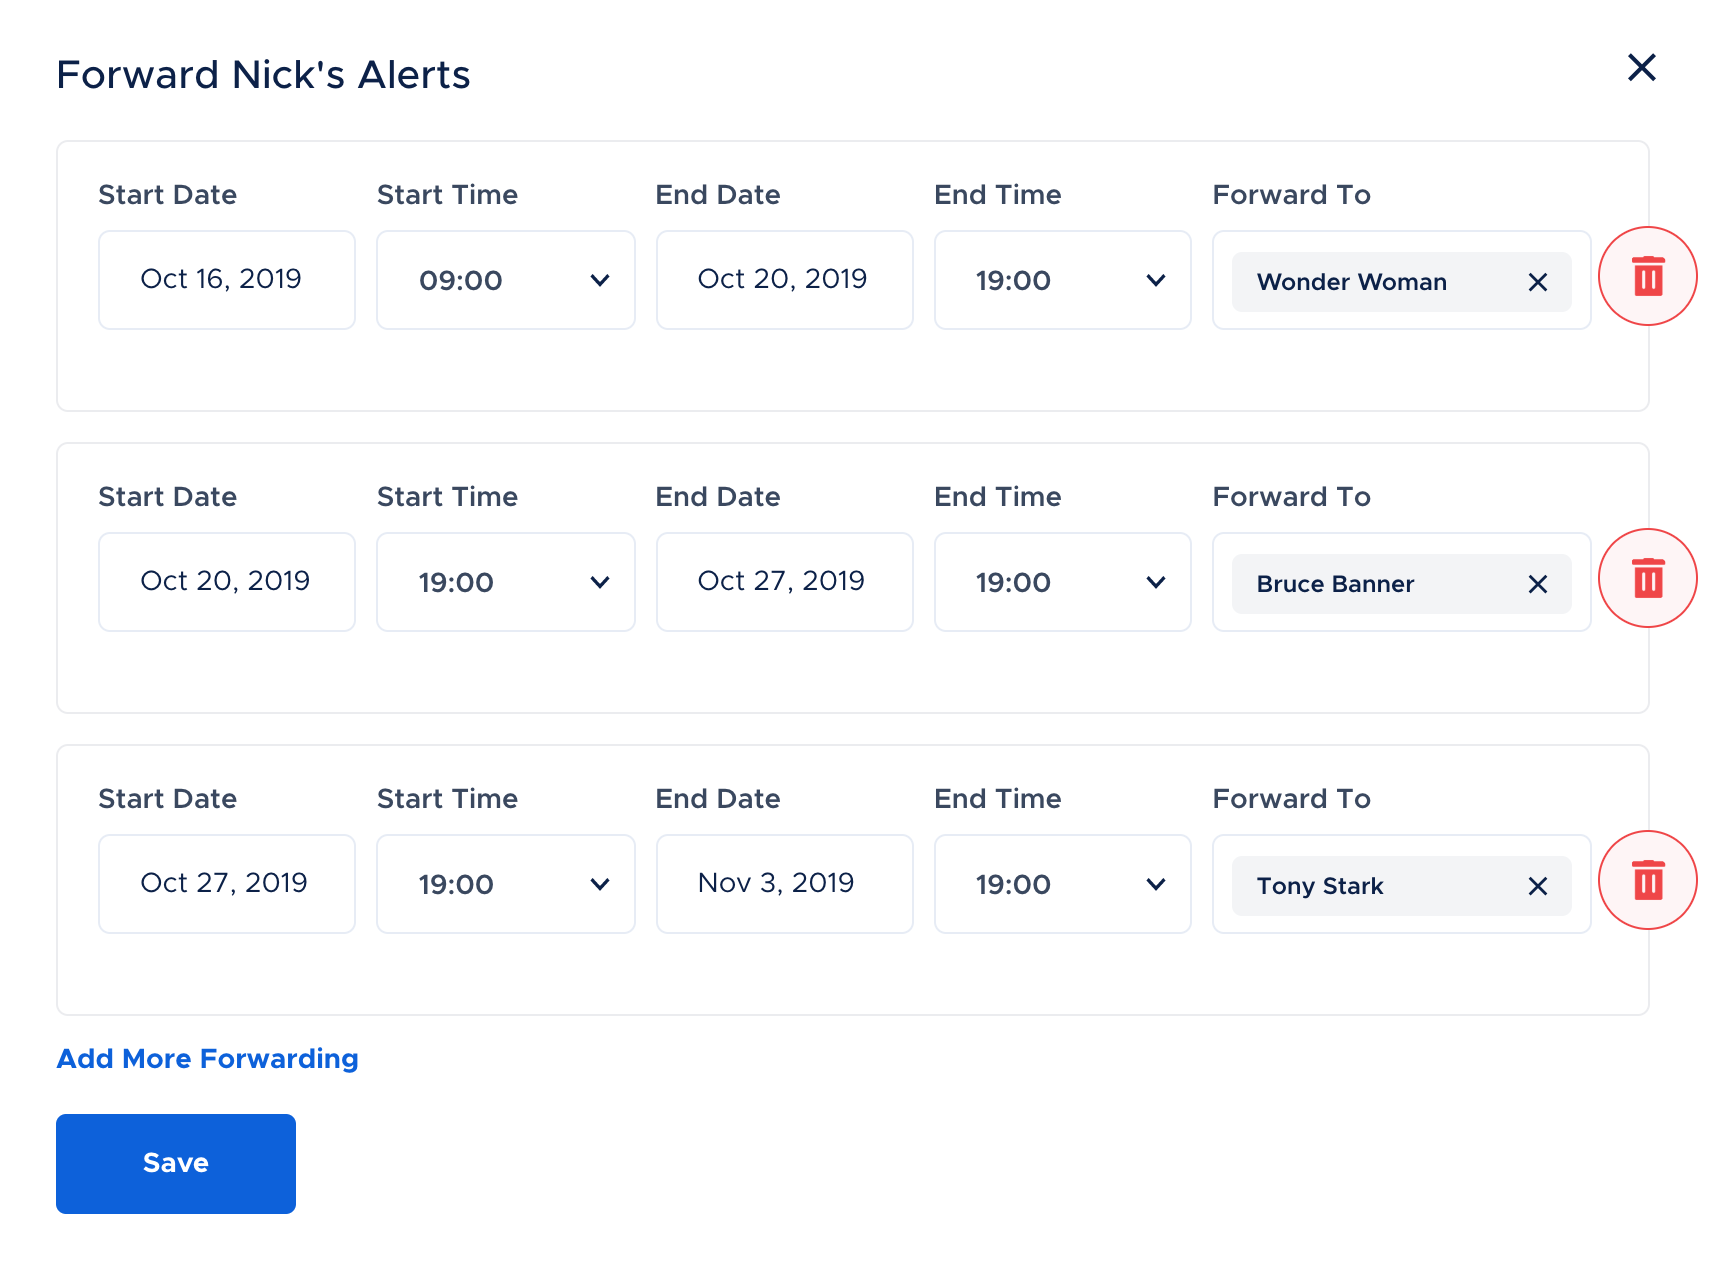 Forward Nick's Alerts
Start Date Start Time End Date End Time Forward To
Oct 16, 2019 09:00 Oct 20, 2019 19:00 Wonder Woman
Start Date Start Time End Date End Time Forward To
Oct 20, 2019 19:00 Oct 27, 2019 19:00 Bruce Banner
Start Date Start Time End Date End Time Forward To
Oct 27, 2019 19:00 Nov 3, 2019 19:00 Tony Stark
Add More Forwarding
Save